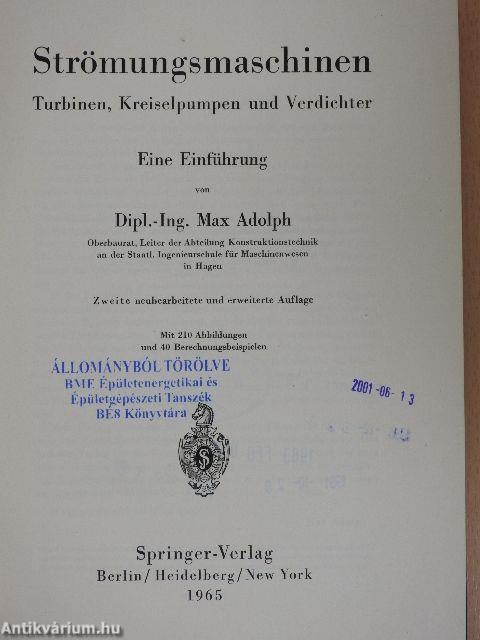 Strömungsmaschinen
Turbinen, Kreiselpumpen und Verdichter
Eine Einführung
von
Dipl.-Ing. Max Adolph
Oberbaurat, Leiter der Abteilung Konstruktionstechnik
an der Staatl. Ingenieurschule für Maschinenwesen
in Hagen
Zweite neubearbeitete und erweiterte Auflage
Mit 210 Abbildungen
und 40 Berechnungsbeispielen
ÁLLOMÁNYBÓL TÖRÖLVE
BME Épületenergetikai és
Épületgépészeti Tanszék
BE8 Könyvtára
2001 -06- 13
Springer-Verlag
Berlin/Heidelberg/New York
1965
Antikvárium.hu